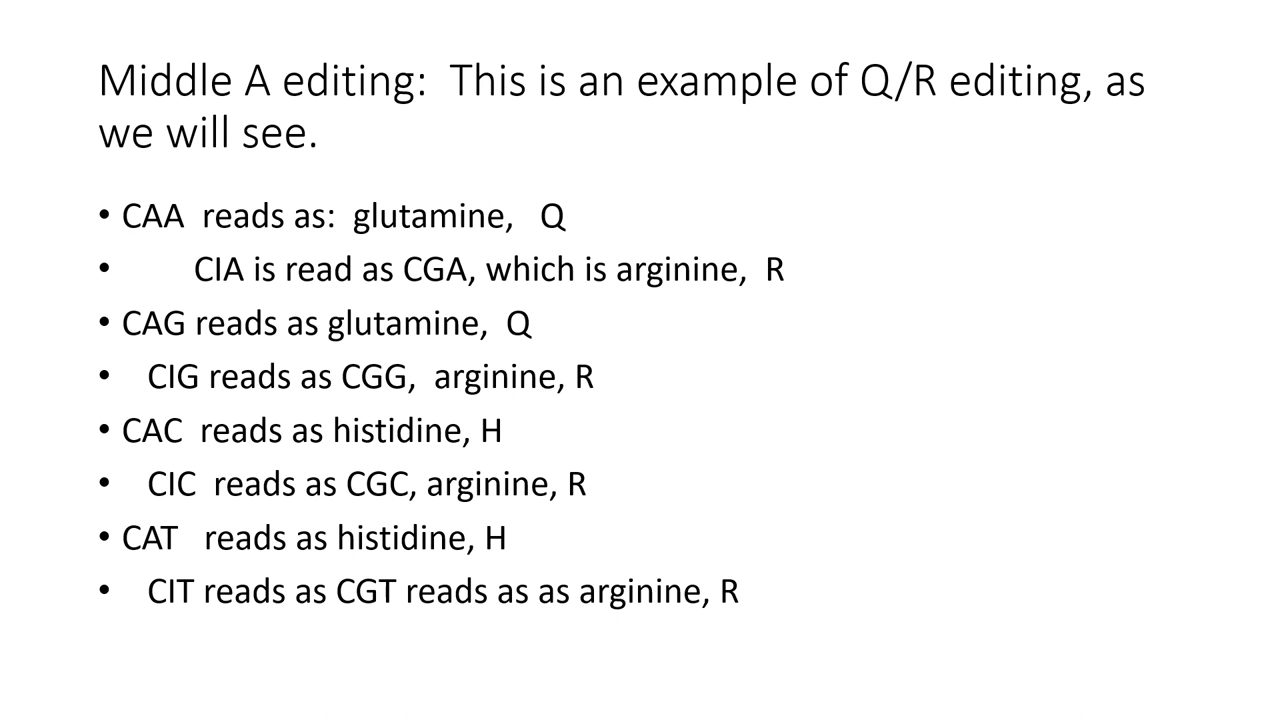 Middle A editing:  This is an example of Q/R editing, as
we will see.
• CAA  reads as:  glutamine,   Q
•        CIA is read as CGA, which is arginine,  R
• CAG reads as glutamine,  Q
•   CIG reads as CGG,  arginine, R
• CAC  reads as histidine, H
•   CIC  reads as CGC, arginine, R
• CAT   reads as histidine, H
•   CIT reads as CGT reads as as arginine, R